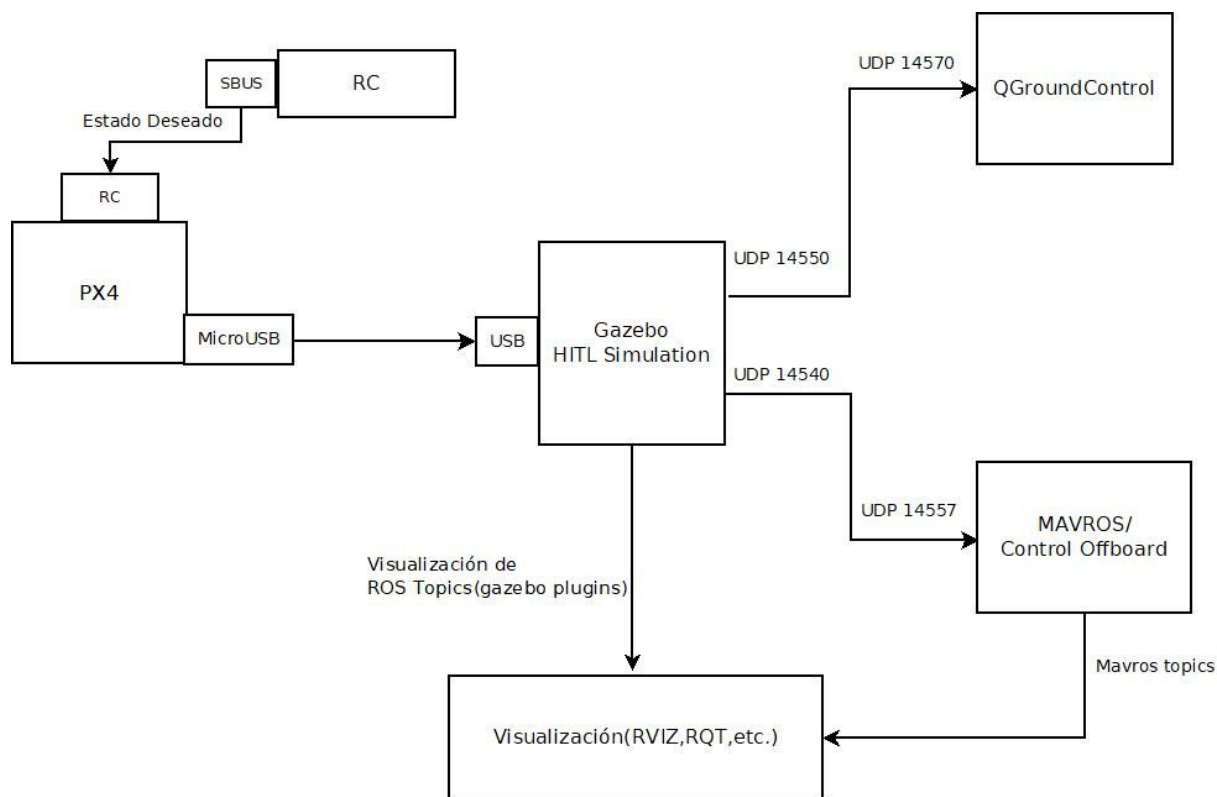 SBUS
RC
UDP 14570
QGroundControl
Estado Deseado
RC
PX4
MicroUSB
USB
Gazebo
HITL Simulation
UDP 14550
UDP 14540
UDP 14557
MAVROS/
Control Offboard
Visualización de
ROS Topics(gazebo plugins)
Mavros topics
Visualización(RVIZ,RQT,etc.)